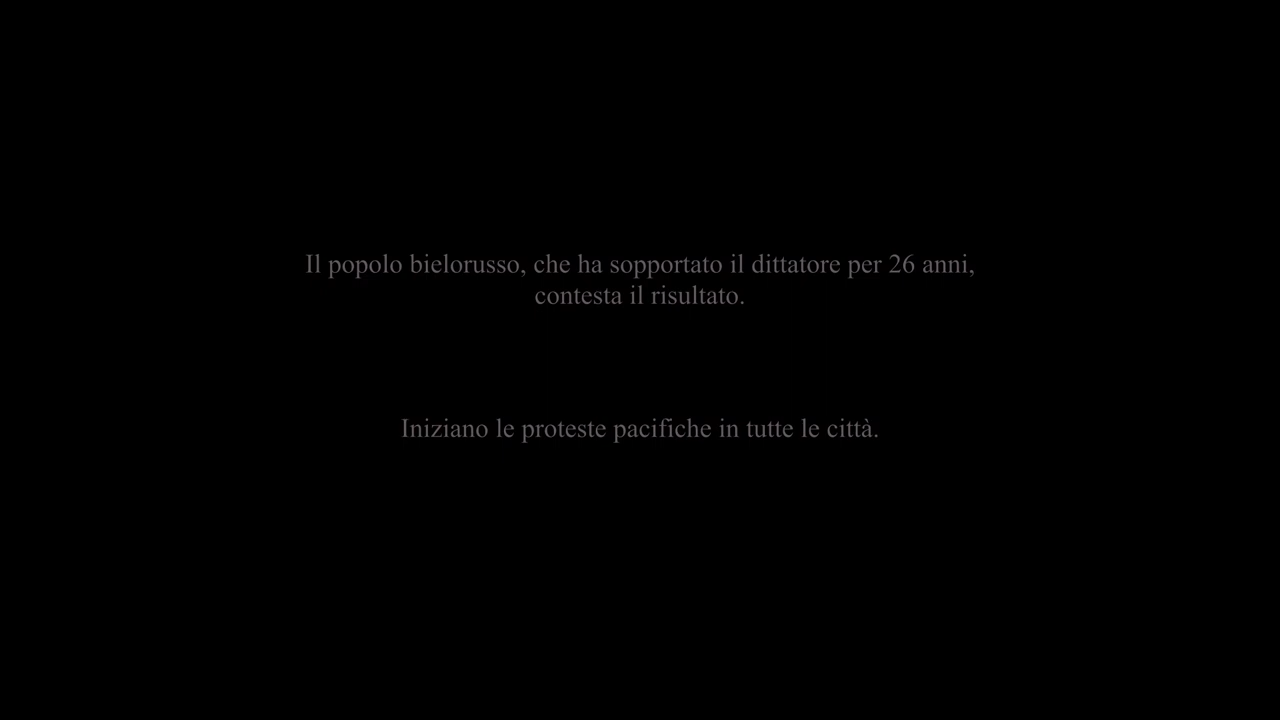 Il popolo bielorusso, che ha sopportato il dittatore per 26 anni,
contesta il risultato.
Iniziano le proteste pacifiche in tutte le città.